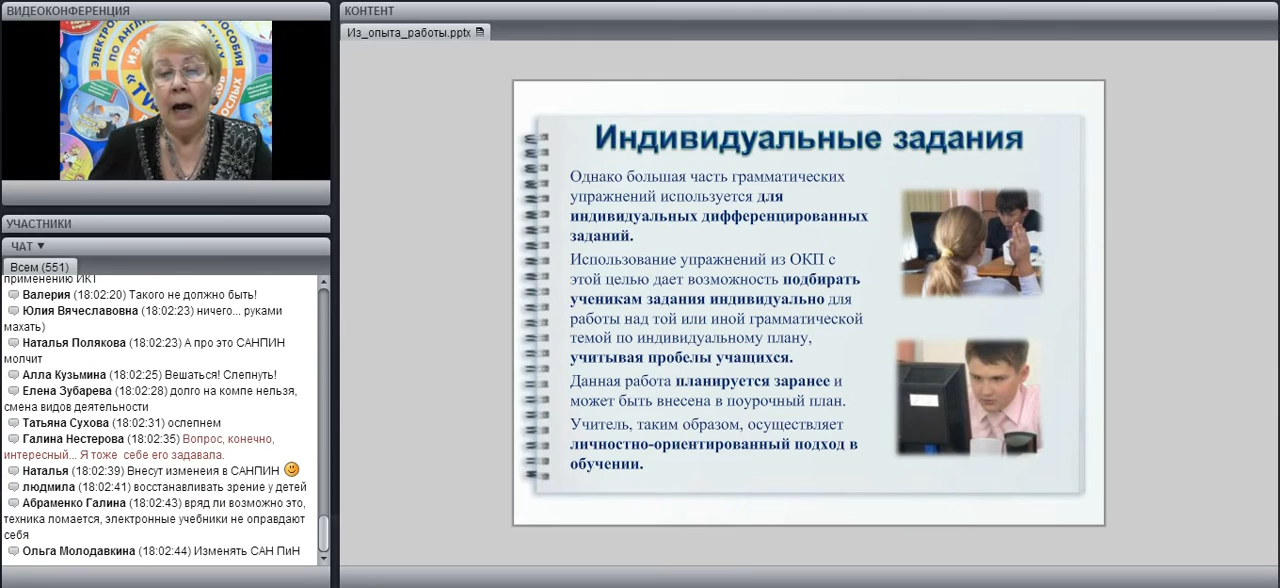 ВИДЕОКОНФЕРЕНЦИЯ
ЭЛЕКТРОН
ПО АНГЛИ
ПОСОБИЯ
УЧАСТНИКИ
ЧАТ ▼
Всем (551)
применению ИКТ
Валерия (18:02:20) Такого не должно быть!
Юлия Вячеславовна (18:02:23) ничего... руками
махать)
Наталья Полякова (18:02:23) А про это САНПИН
молчит
Алла Кузьмина (18:02:25) Вешаться! Слепнуть!
Елена Зубарева (18:02:28) долго на компе нельзя,
смена видов деятельности
Татьяна Сухова (18:02:31) ослепнем
Галина Нестерова (18:02:35) Вопрос, конечно,
интересный... Я тоже себе его задавала.
Наталья (18:02:39) Внесут изменеия в САНПИН
людмила (18:02:41) восстанавливать зрение у детей
Абраменко Галина (18:02:43) вряд ли возможно это,
техника ломается, электронные учебники не оправдают
себя
Ольга Молодавкина (18:02:44) Изменять САН ПиН
КОНТЕНТ
Из_опыта_работы.pptx
Индивидуальные задания
Однако большая часть грамматических
упражнений используется для
индивидуальных дифференцированных
заданий.
Использование упражнений из ОКП с
этой целью дает возможность подбирать
ученикам задания индивидуально для
работы над той или иной грамматической
темой по индивидуальному плану,
учитывая пробелы учащихся.
Данная работа планируется заранее и
может быть внесена в поурочный план.
Учитель, таким образом, осуществляет
личностно-ориентированный подход в
обучении.